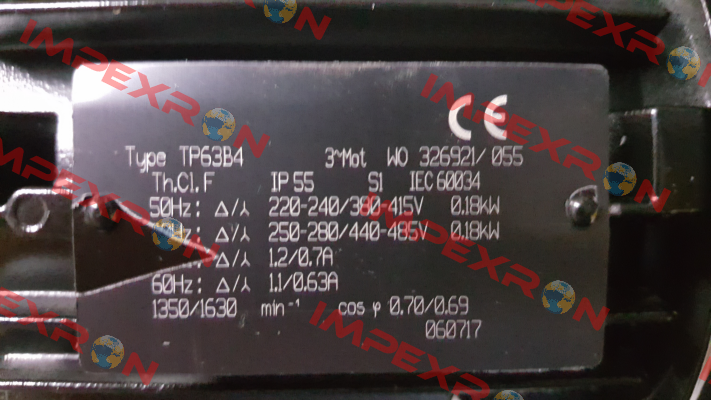 CE
Type TP63B4 3~Mot WO 326921/055
Th.Cl.F IP 55 S1 IEC 60034
50Hz: Δ/⅄ 220-240/380-415V 0.18kW
Δ/⅄ 250-280/440-485V 0.18kW
Δ/⅄ 1.2/0.7A
60Hz: Δ/⅄ 1.1/0.63A
1350/1630 min⁻¹ cos φ 0.70/0.69
060717
IMPEXRON
IMPEXRON
IMPEXRON
IMPEXRON
IMPEXRON